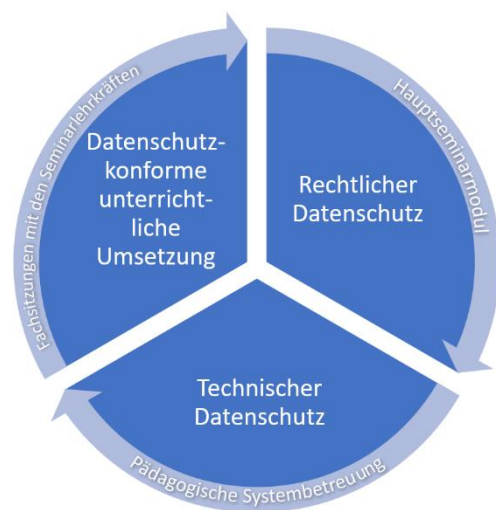 Fachsitzungen mit den Seminarlehrkräften
Datenschutz-
konforme
unterricht-
liche
Umsetzung
Hauptseminarmodul
Rechtlicher
Datenschutz
Technischer
Datenschutz
Pädagogische Systembetreuung